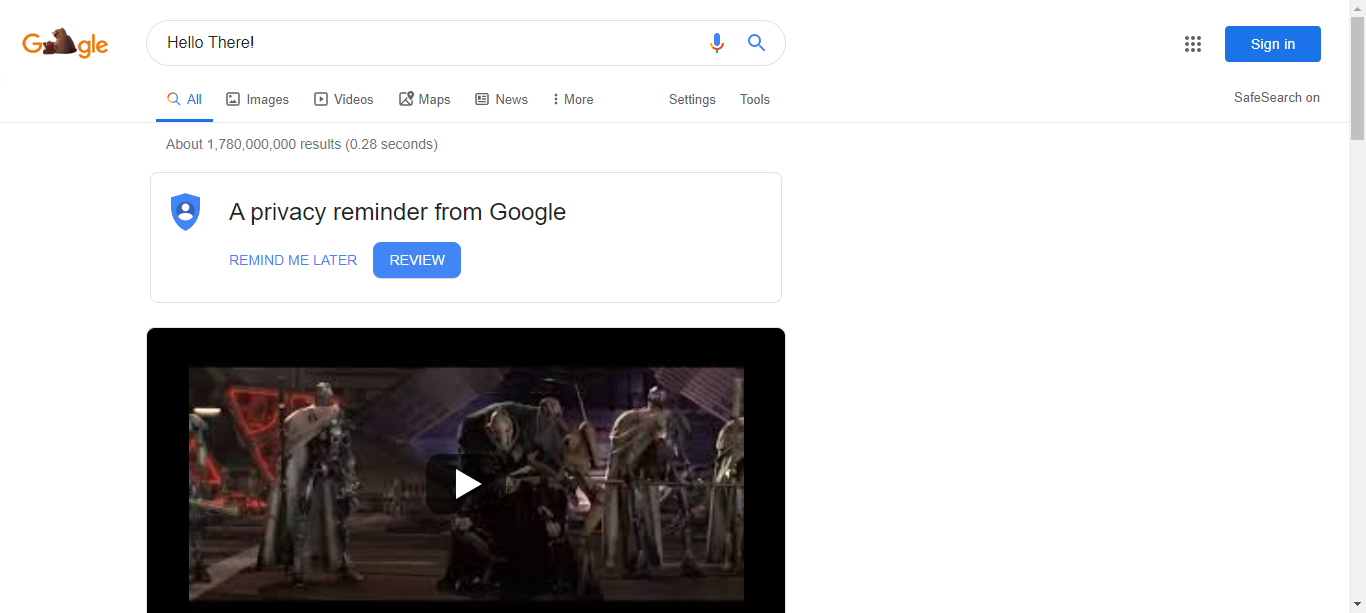 Google
Hello There!
Sign in
All Images Videos Maps News More Settings Tools
SafeSearch on
About 1,780,000,000 results (0.28 seconds)
A privacy reminder from Google
REMIND ME LATER REVIEW